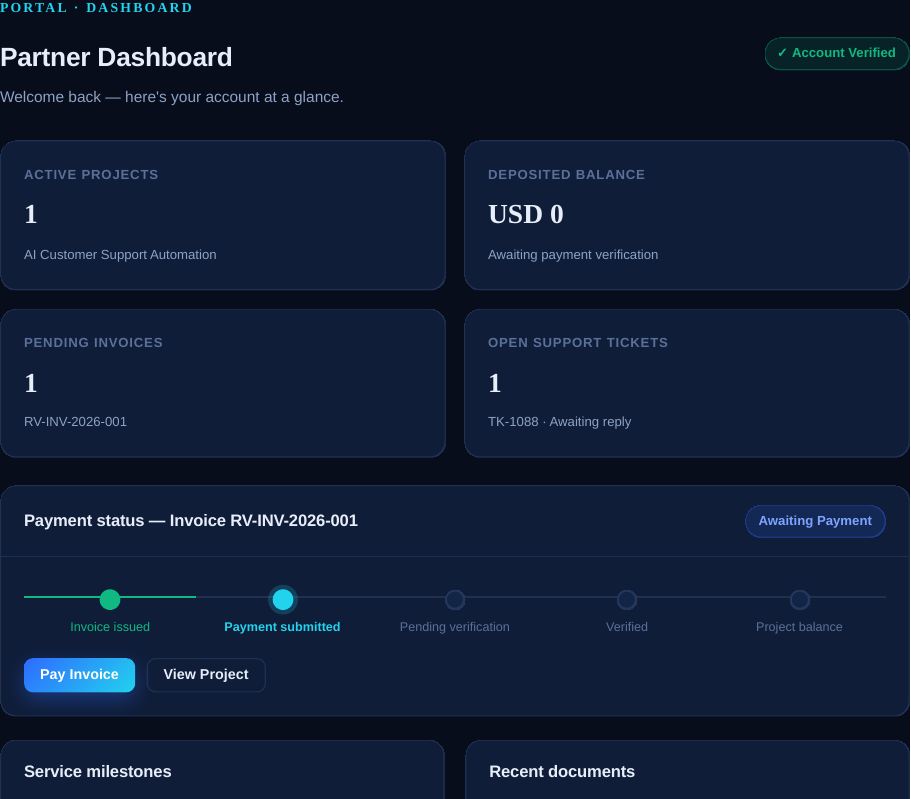 PORTAL · DASHBOARD
Partner Dashboard
✓ Account Verified
Welcome back — here's your account at a glance.
ACTIVE PROJECTS
1
AI Customer Support Automation
DEPOSITED BALANCE
USD 0
Awaiting payment verification
PENDING INVOICES
1
RV-INV-2026-001
OPEN SUPPORT TICKETS
1
TK-1088 · Awaiting reply
Payment status — Invoice RV-INV-2026-001
Awaiting Payment
Invoice issued
Payment submitted
Pending verification
Verified
Project balance
Pay Invoice
View Project
Service milestones
Recent documents